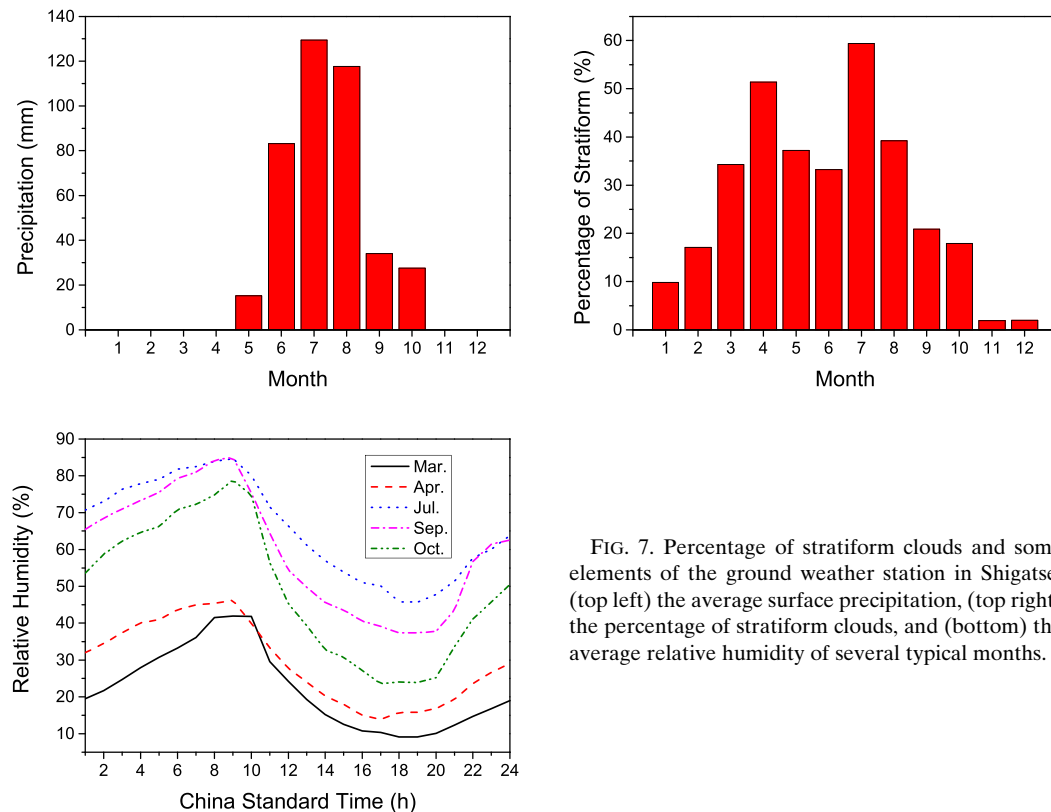 140
120
100
80
60
40
20
0
Precipitation (mm)
1 2 3 4 5 6 7 8 9 10 11 12
Month
60
50
40
30
20
10
0
Percentage of Stratiform (%)
1 2 3 4 5 6 7 8 9 10 11 12
Month
90
80
70
60
50
40
30
20
10
Relative Humidity (%)
Mar.
Apr.
Jul.
Sep.
Oct.
2 4 6 8 10 12 14 16 18 20 22 24
China Standard Time (h)
FIG. 7. Percentage of stratiform clouds and som
elements of the ground weather station in Shigatse
(top left) the average surface precipitation, (top right
the percentage of stratiform clouds, and (bottom) th
average relative humidity of several typical months.